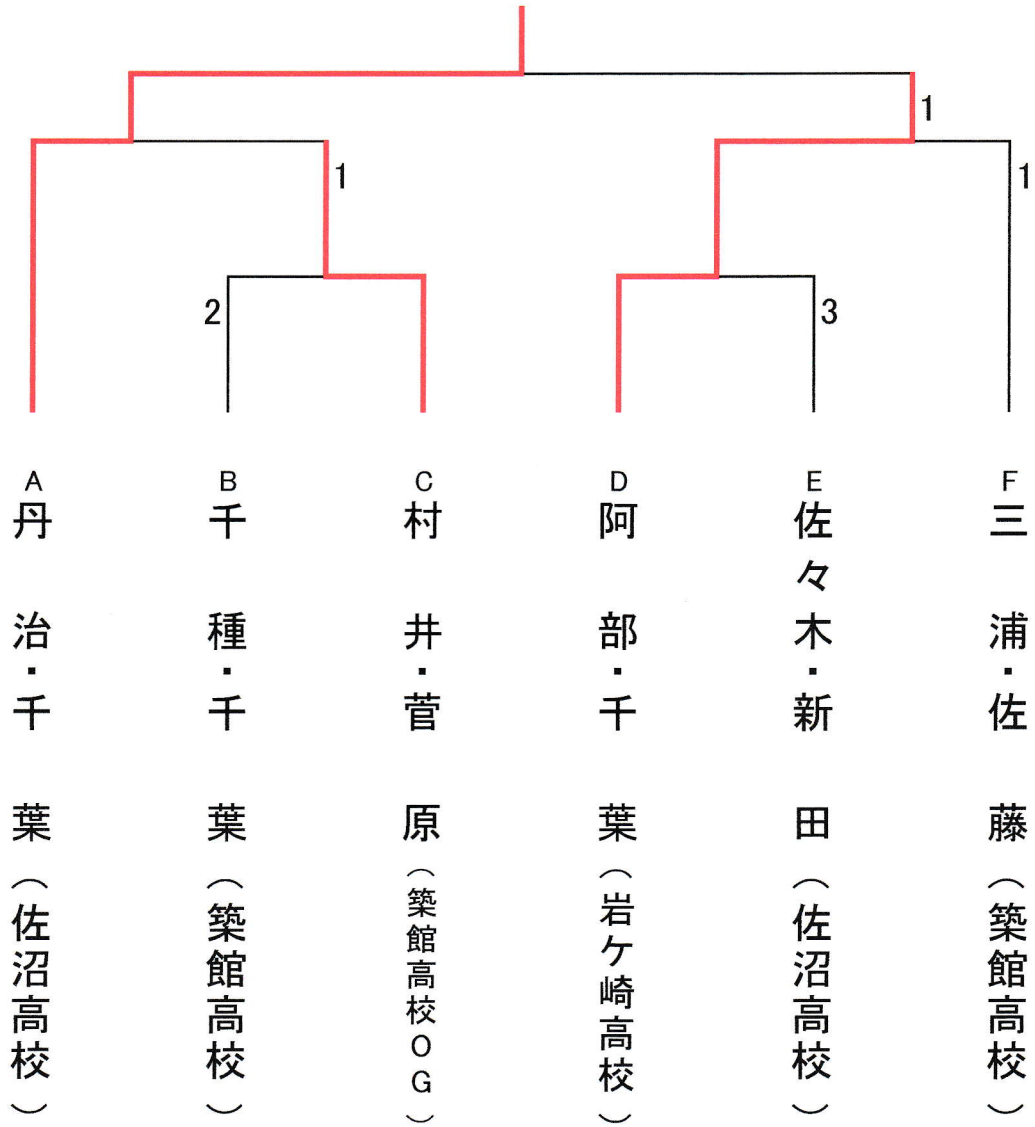 1
1
1
2
3
A
丹治・千葉（佐沼高校）
B
千種・千葉（築館高校）
C
村井・菅原（築館高校OG）
D
阿部・千葉（岩ケ崎高校）
E
佐々木・新田（佐沼高校）
F
三浦・佐藤（築館高校）